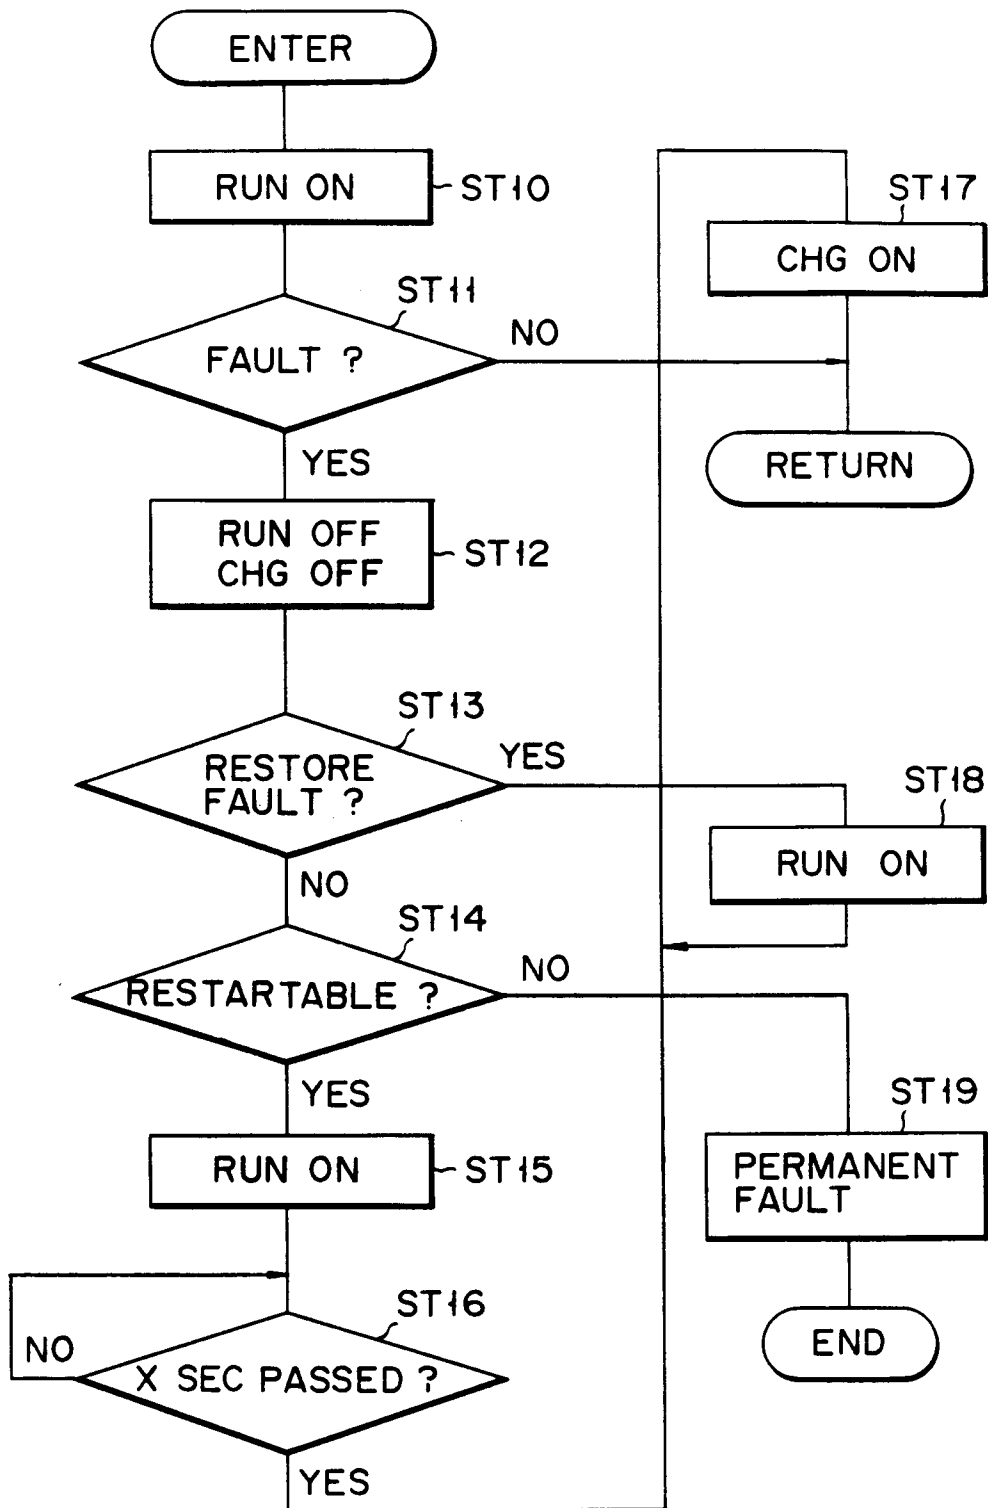 ENTER
RUN ON
ST10
ST11
FAULT ?
NO
YES
RUN OFF
CHG OFF
ST12
ST13
RESTORE
FAULT ?
YES
NO
ST14
RESTARTABLE ?
NO
YES
RUN ON
ST15
ST16
X SEC PASSED ?
NO
YES
ST17
CHG ON
RETURN
ST18
RUN ON
ST19
PERMANENT
FAULT
END